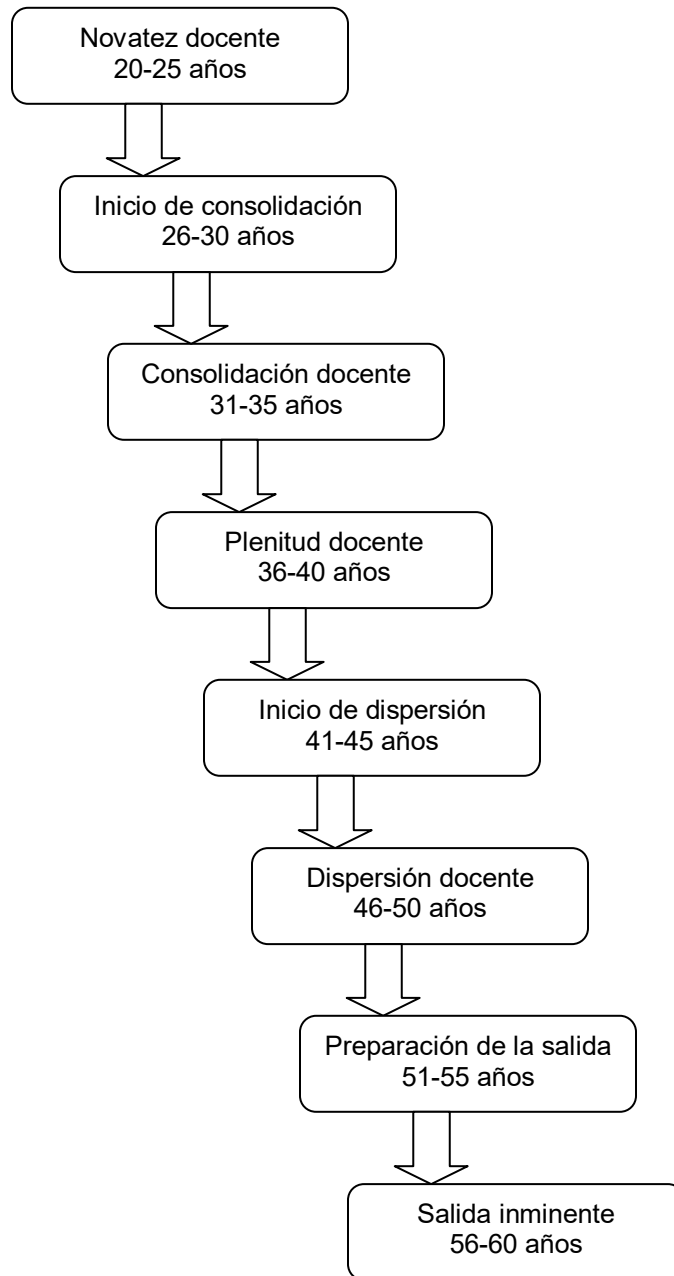 Novatez docente
20-25 años
Inicio de consolidación
26-30 años
Consolidación docente
31-35 años
Plenitud docente
36-40 años
Inicio de dispersión
41-45 años
Dispersión docente
46-50 años
Preparación de la salida
51-55 años
Salida inminente
56-60 años